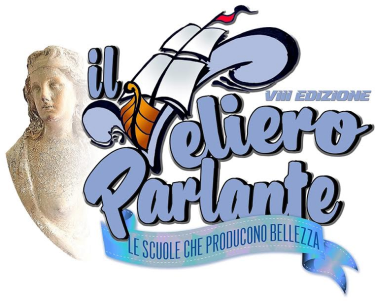 il
VIII EDIZIONE
Veliero
Parlante
LE SCUOLE CHE PRODUCONO BELLEZZA